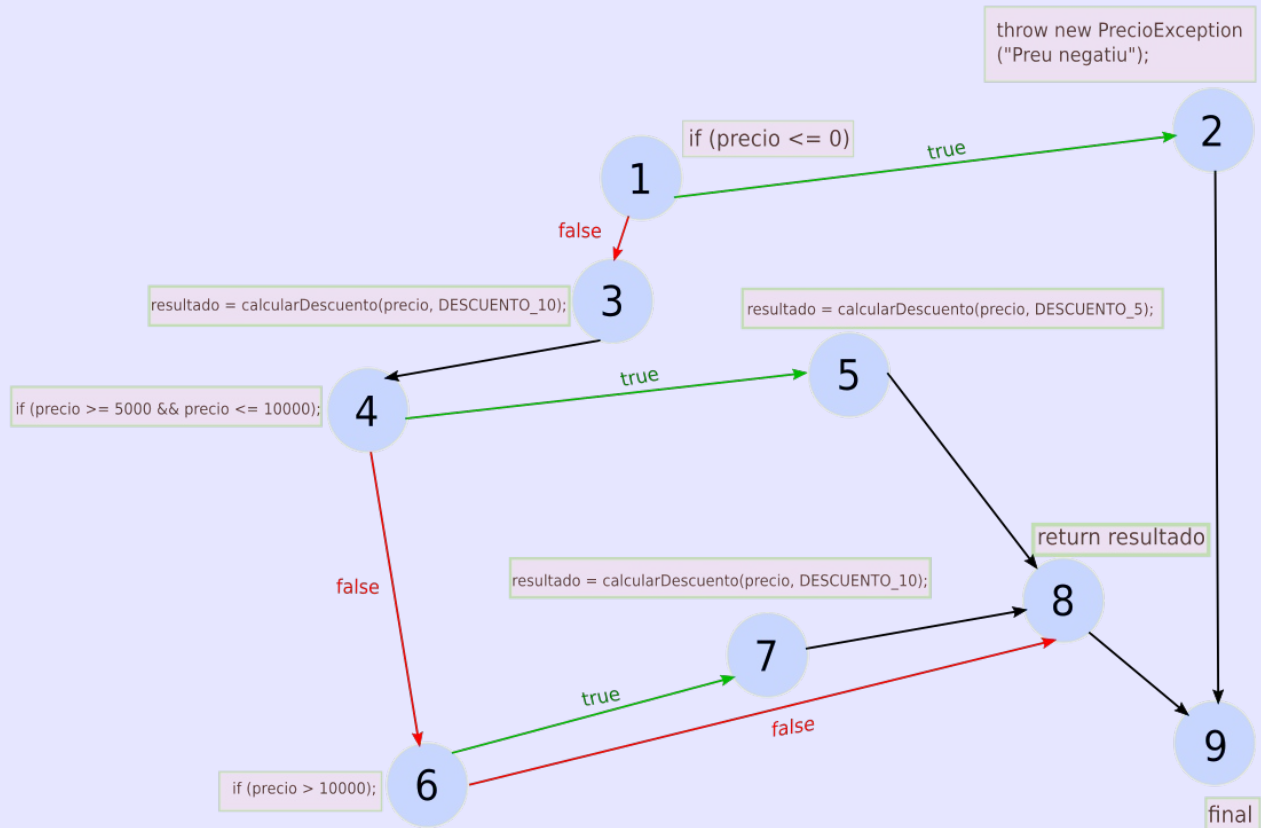 throw new PrecioException
("Preu negatiu");
2
if (precio <= 0)
true
1
false
resultado = calcularDescuento(precio, DESCUENTO_10);
3
resultado = calcularDescuento(precio, DESCUENTO_5);
true
5
if (precio >= 5000 && precio <= 10000);
4
return resultado
false
resultado = calcularDescuento(precio, DESCUENTO_10);
8
7
true
false
9
if (precio > 10000);
6
final